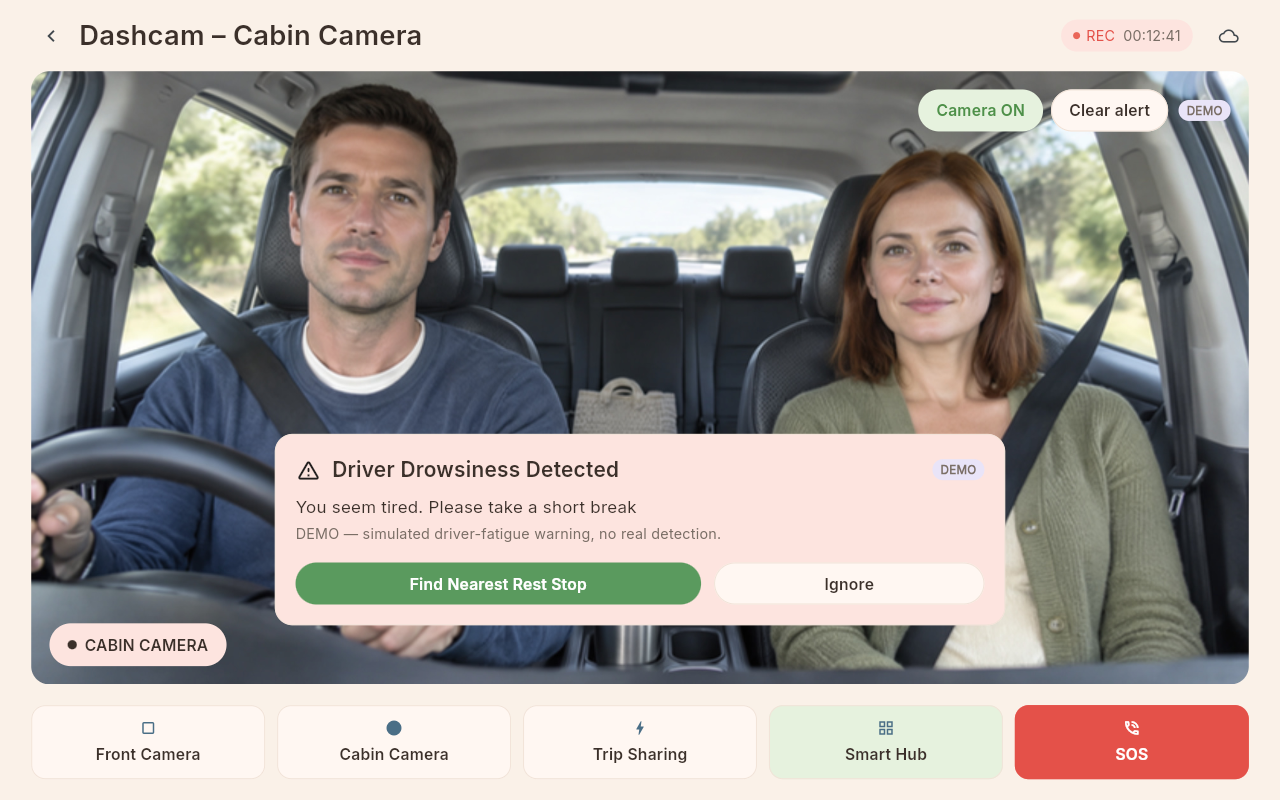 Dashcam – Cabin Camera
REC 00:12:41
Camera ON
Clear alert
DEMO
Driver Drowsiness Detected
DEMO
You seem tired. Please take a short break
DEMO — simulated driver-fatigue warning, no real detection.
Find Nearest Rest Stop
Ignore
CABIN CAMERA
Front Camera
Cabin Camera
Trip Sharing
Smart Hub
SOS